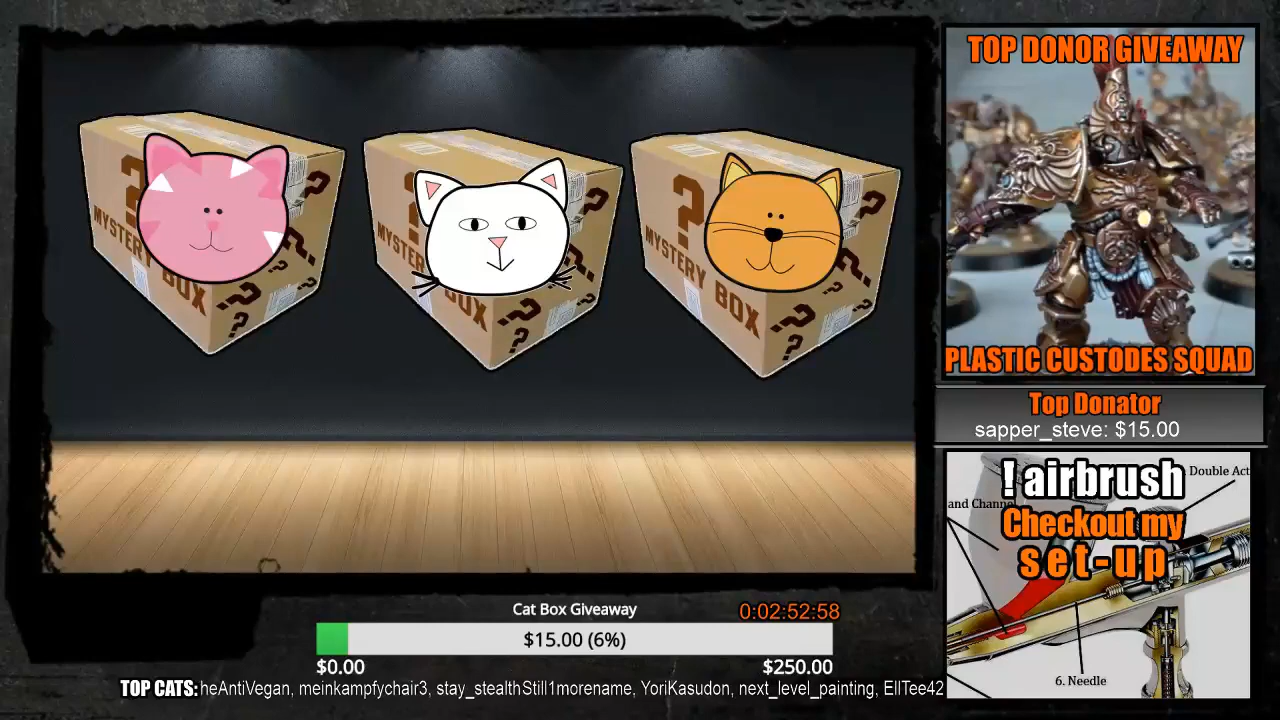 TOP DONOR GIVEAWAY
PLASTIC CUSTODES SQUAD
Top Donator
sapper_steve: $15.00
! airbrush
Checkout my
set-up
Double Act
and Channe
6. Needle
?
MYSTERY BOX
?
?
?
?
MYSTERY
BOX
?
?
?
?
MYSTERY BOX
?
?
?
Cat Box Giveaway
0:02:52:58
$15.00 (6%)
$0.00
$250.00
TOP CATS: heAntiVegan, meinkampfychair3, stay_stealthStill1morename, YoriKasudon, next_level_painting, EllTee42